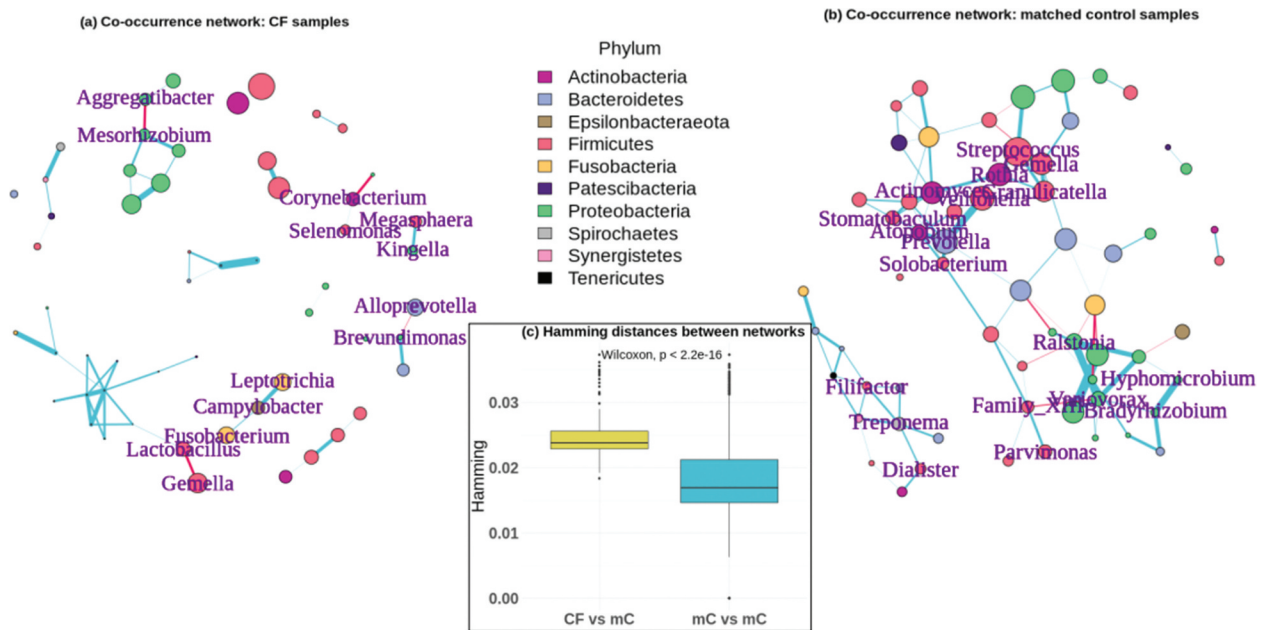 (a) Co-occurrence network: CF samples
Aggregatibacter
Mesorhizobium
Corynebacterium
Selenomonas
Megasphaera
Kingella
Alloprevotella
Brevundimonas
Leptotrichia
Campylobacter
Fusobacterium
Lactobacillus
Gemella
Phylum
Actinobacteria
Bacteroidetes
Epsilonbacteraeota
Firmicutes
Fusobacteria
Patescibacteria
Proteobacteria
Spirochaetes
Synergistetes
Tenericutes
(b) Co-occurrence network: matched control samples
Streptococcus
Gemella
Rothia
Actinomyces
Granulicatella
Veillonella
Stomatobaculum
Atopobium
Prevotella
Solobacterium
Ralstonia
Hyphomicrobium
Variovorax
Bradyrhizobium
Parvimonas
Filifactor
Treponema
Dialister
(c) Hamming distances between networks
Wilcoxon, p < 2.2e-16
Hamming
0.03
0.02
0.01
0.00
CF vs mC
mC vs mC